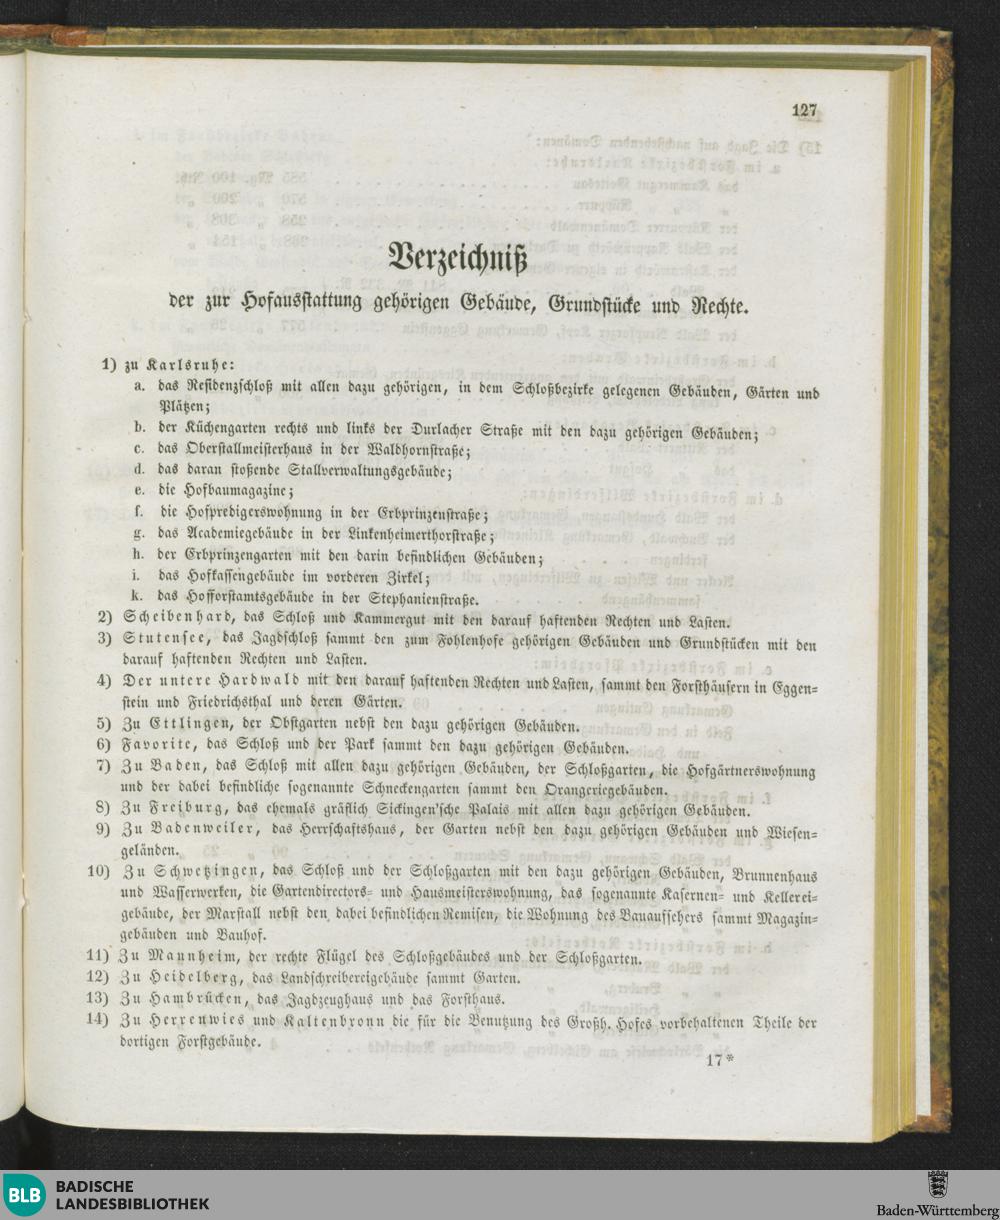 127
Verzeichniß
der zur Hofausstattung gehörigen Gebäude, Grundstücke und Rechte.
1) zu Karlsruhe:
a. das Residenzschloß mit allen dazu gehörigen, in dem Schloßbezirke gelegenen Gebäuden, Gärten und
Plätzen;
b. der Küchengarten rechts und links der Durlacher Straße mit den dazu gehörigen Gebäuden;
c. das Oberstallmeisterhaus in der Waldhornstraße;
d. das daran stoßende Stallverwaltungsgebäude;
e. die Hofbaumagazine;
f. die Hofpredigerswohnung in der Erbprinzenstraße;
g. das Academiegebäude in der Linkenheimerthorstraße;
h. der Erbprinzengarten mit den darin befindlichen Gebäuden;
i. das Hofkassengebäude im vorderen Zirkel;
k. das Hofforstamtsgebäude in der Stephanienstraße.
2) Scheibenhard, das Schloß und Kammergut mit den darauf haftenden Rechten und Lasten.
3) Stutensee, das Jagdschloß sammt den zum Fohlenhofe gehörigen Gebäuden und Grundstücken mit den
darauf haftenden Rechten und Lasten.
4) Der untere Hardwald mit den darauf haftenden Rechten und Lasten, sammt den Forsthäusern in Eggen-
stein und Friedrichsthal und deren Gärten.
5) Zu Ettlingen, der Obstgarten nebst den dazu gehörigen Gebäuden.
6) Favorite, das Schloß und der Park sammt den dazu gehörigen Gebäuden.
7) Zu Baden, das Schloß mit allen dazu gehörigen Gebäuden, der Schloßgarten, die Hofgärtnerswohnung
und der dabei befindliche sogenannte Schneckengarten sammt den Orangeriegebäuden.
8) Zu Freiburg, das ehemals gräflich Sickingen'sche Palais mit allen dazu gehörigen Gebäuden.
9) Zu Badenweiler, das Herrschaftshaus, der Garten nebst den dazu gehörigen Gebäuden und Wiesen-
geländen.
10) Zu Schwetzingen, das Schloß und der Schloßgarten mit den dazu gehörigen Gebäuden, Brunnenhaus
und Wasserwerken, die Gartendirectors- und Hausmeisterswohnung, das sogenannte Kasernen- und Kellerei-
gebäude, der Marstall nebst den dabei befindlichen Remisen, die Wohnung des Bauaufsehers sammt Magazin-
gebäuden und Bauhof.
11) Zu Mannheim, der rechte Flügel des Schloßgebäudes und der Schloßgarten.
12) Zu Heidelberg, das Landschreibereigebäude sammt Garten.
13) Zu Hambrücken, das Jagdzeughaus und das Forsthaus.
14) Zu Herrenwies und Kaltenbronn die für die Benutzung des Großh. Hofes vorbehaltenen Theile der
dortigen Forstgebäude.
17*
BLB
BADISCHE
LANDESBIBLIOTHEK
Baden-Württemberg